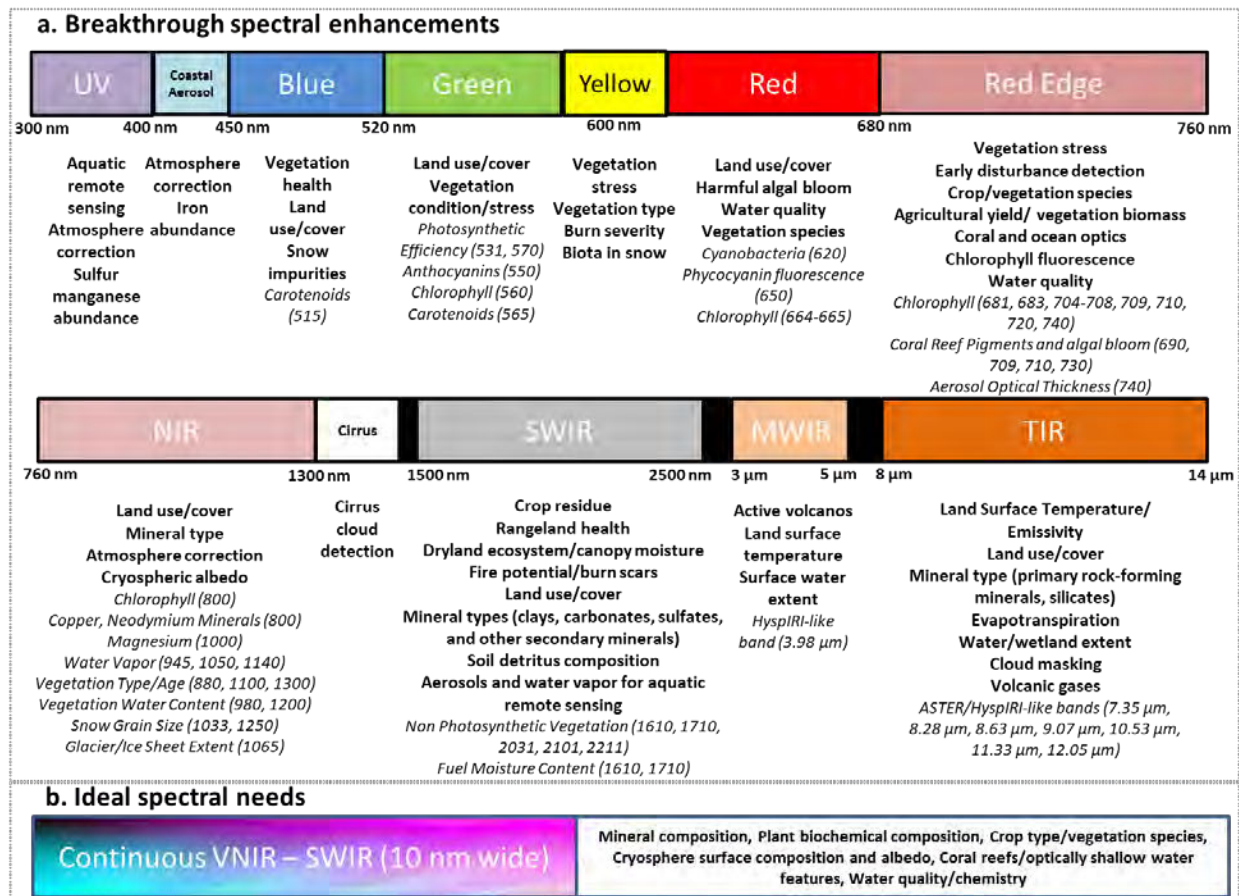 a. Breakthrough spectral enhancements
UV
Coastal
Aerosol
Blue
Green
Yellow
Red
Red Edge
300 nm
400 nm
450 nm
520 nm
600 nm
680 nm
760 nm
Aquatic
remote
sensing
Atmosphere
correction
Sulfur
manganese
abundance
Atmosphere
correction
Iron
abundance
Vegetation
health
Land
use/cover
Snow
impurities
Carotenoids
(515)
Land use/cover
Vegetation
condition/stress
Photosynthetic
Efficiency (531, 570)
Anthocyanins (550)
Chlorophyll (560)
Carotenoids (565)
Vegetation
stress
Vegetation type
Burn severity
Biota in snow
Land use/cover
Harmful algal bloom
Water quality
Vegetation species
Cyanobacteria (620)
Phycocyanin fluorescence
(650)
Chlorophyll (664-665)
Vegetation stress
Early disturbance detection
Crop/vegetation species
Agricultural yield/ vegetation biomass
Coral and ocean optics
Chlorophyll fluorescence
Water quality
Chlorophyll (681, 683, 704-708, 709, 710,
720, 740)
Coral Reef Pigments and algal bloom (690,
709, 710, 730)
Aerosol Optical Thickness (740)
NIR
Cirrus
SWIR
MWIR
TIR
760 nm
1300 nm
1500 nm
2500 nm
3 µm
5 µm
8 µm
14 µm
Land use/cover
Mineral type
Atmosphere correction
Cryospheric albedo
Chlorophyll (800)
Copper, Neodymium Minerals (800)
Magnesium (1000)
Water Vapor (945, 1050, 1140)
Vegetation Type/Age (880, 1100, 1300)
Vegetation Water Content (980, 1200)
Snow Grain Size (1033, 1250)
Glacier/Ice Sheet Extent (1065)
Cirrus
cloud
detection
Crop residue
Rangeland health
Dryland ecosystem/canopy moisture
Fire potential/burn scars
Land use/cover
Mineral types (clays, carbonates, sulfates,
and other secondary minerals)
Soil detritus composition
Aerosols and water vapor for aquatic
remote sensing
Non Photosynthetic Vegetation (1610, 1710,
2031, 2101, 2211)
Fuel Moisture Content (1610, 1710)
Active volcanos
Land surface
temperature
Surface water
extent
HyspIRI-like
band (3.98 µm)
Land Surface Temperature/
Emissivity
Land use/cover
Mineral type (primary rock-forming
minerals, silicates)
Evapotranspiration
Water/wetland extent
Cloud masking
Volcanic gases
ASTER/HyspIRI-like bands (7.35 µm,
8.28 µm, 8.63 µm, 9.07 µm, 10.53 µm,
11.33 µm, 12.05 µm)
b. Ideal spectral needs
Continuous VNIR – SWIR (10 nm wide)
Mineral composition, Plant biochemical composition, Crop type/vegetation species,
Cryosphere surface composition and albedo, Coral reefs/optically shallow water
features, Water quality/chemistry